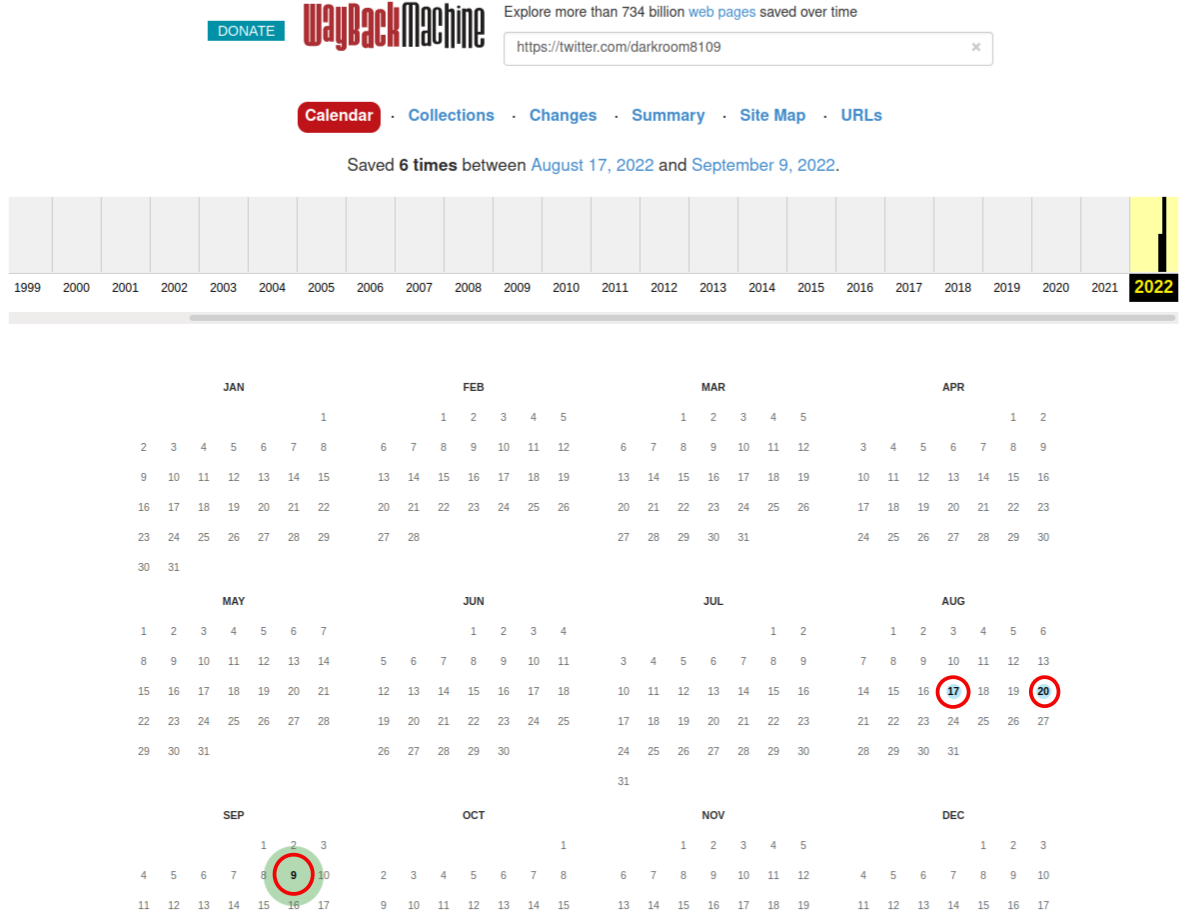 Explore more than 734 billion web pages saved over time
DONATE
WayBackMachine
https://twitter.com/darkroom8109 ×
Calendar · Collections · Changes · Summary · Site Map · URLs
Saved 6 times between August 17, 2022 and September 9, 2022.
1999 2000 2001 2002 2003 2004 2005 2006 2007 2008 2009 2010 2011 2012 2013 2014 2015 2016 2017 2018 2019 2020 2021 2022
JAN FEB MAR APR
1 1 2 3 4 5 1 2 3 4 5 1 2
2 3 4 5 6 7 8 6 7 8 9 10 11 12 6 7 8 9 10 11 12 3 4 5 6 7 8 9
9 10 11 12 13 14 15 13 14 15 16 17 18 19 13 14 15 16 17 18 19 10 11 12 13 14 15 16
16 17 18 19 20 21 22 20 21 22 23 24 25 26 20 21 22 23 24 25 26 17 18 19 20 21 22 23
23 24 25 26 27 28 29 27 28 27 28 29 30 31 24 25 26 27 28 29 30
30 31
MAY JUN JUL AUG
1 2 3 4 5 6 7 1 2 3 4 1 2 1 2 3 4 5 6
8 9 10 11 12 13 14 5 6 7 8 9 10 11 3 4 5 6 7 8 9 7 8 9 10 11 12 13
15 16 17 18 19 20 21 12 13 14 15 16 17 18 10 11 12 13 14 15 16 14 15 16 17 18 19 20
22 23 24 25 26 27 28 19 20 21 22 23 24 25 17 18 19 20 21 22 23 21 22 23 24 25 26 27
29 30 31 26 27 28 29 30 24 25 26 27 28 29 30 28 29 30 31
31
SEP OCT NOV DEC
1 2 3 1 1 2 3 4 5 1 2 3
4 5 6 7 8 9 10 2 3 4 5 6 7 8 6 7 8 9 10 11 12 4 5 6 7 8 9 10
11 12 13 14 15 16 17 9 10 11 12 13 14 15 13 14 15 16 17 18 19 11 12 13 14 15 16 17